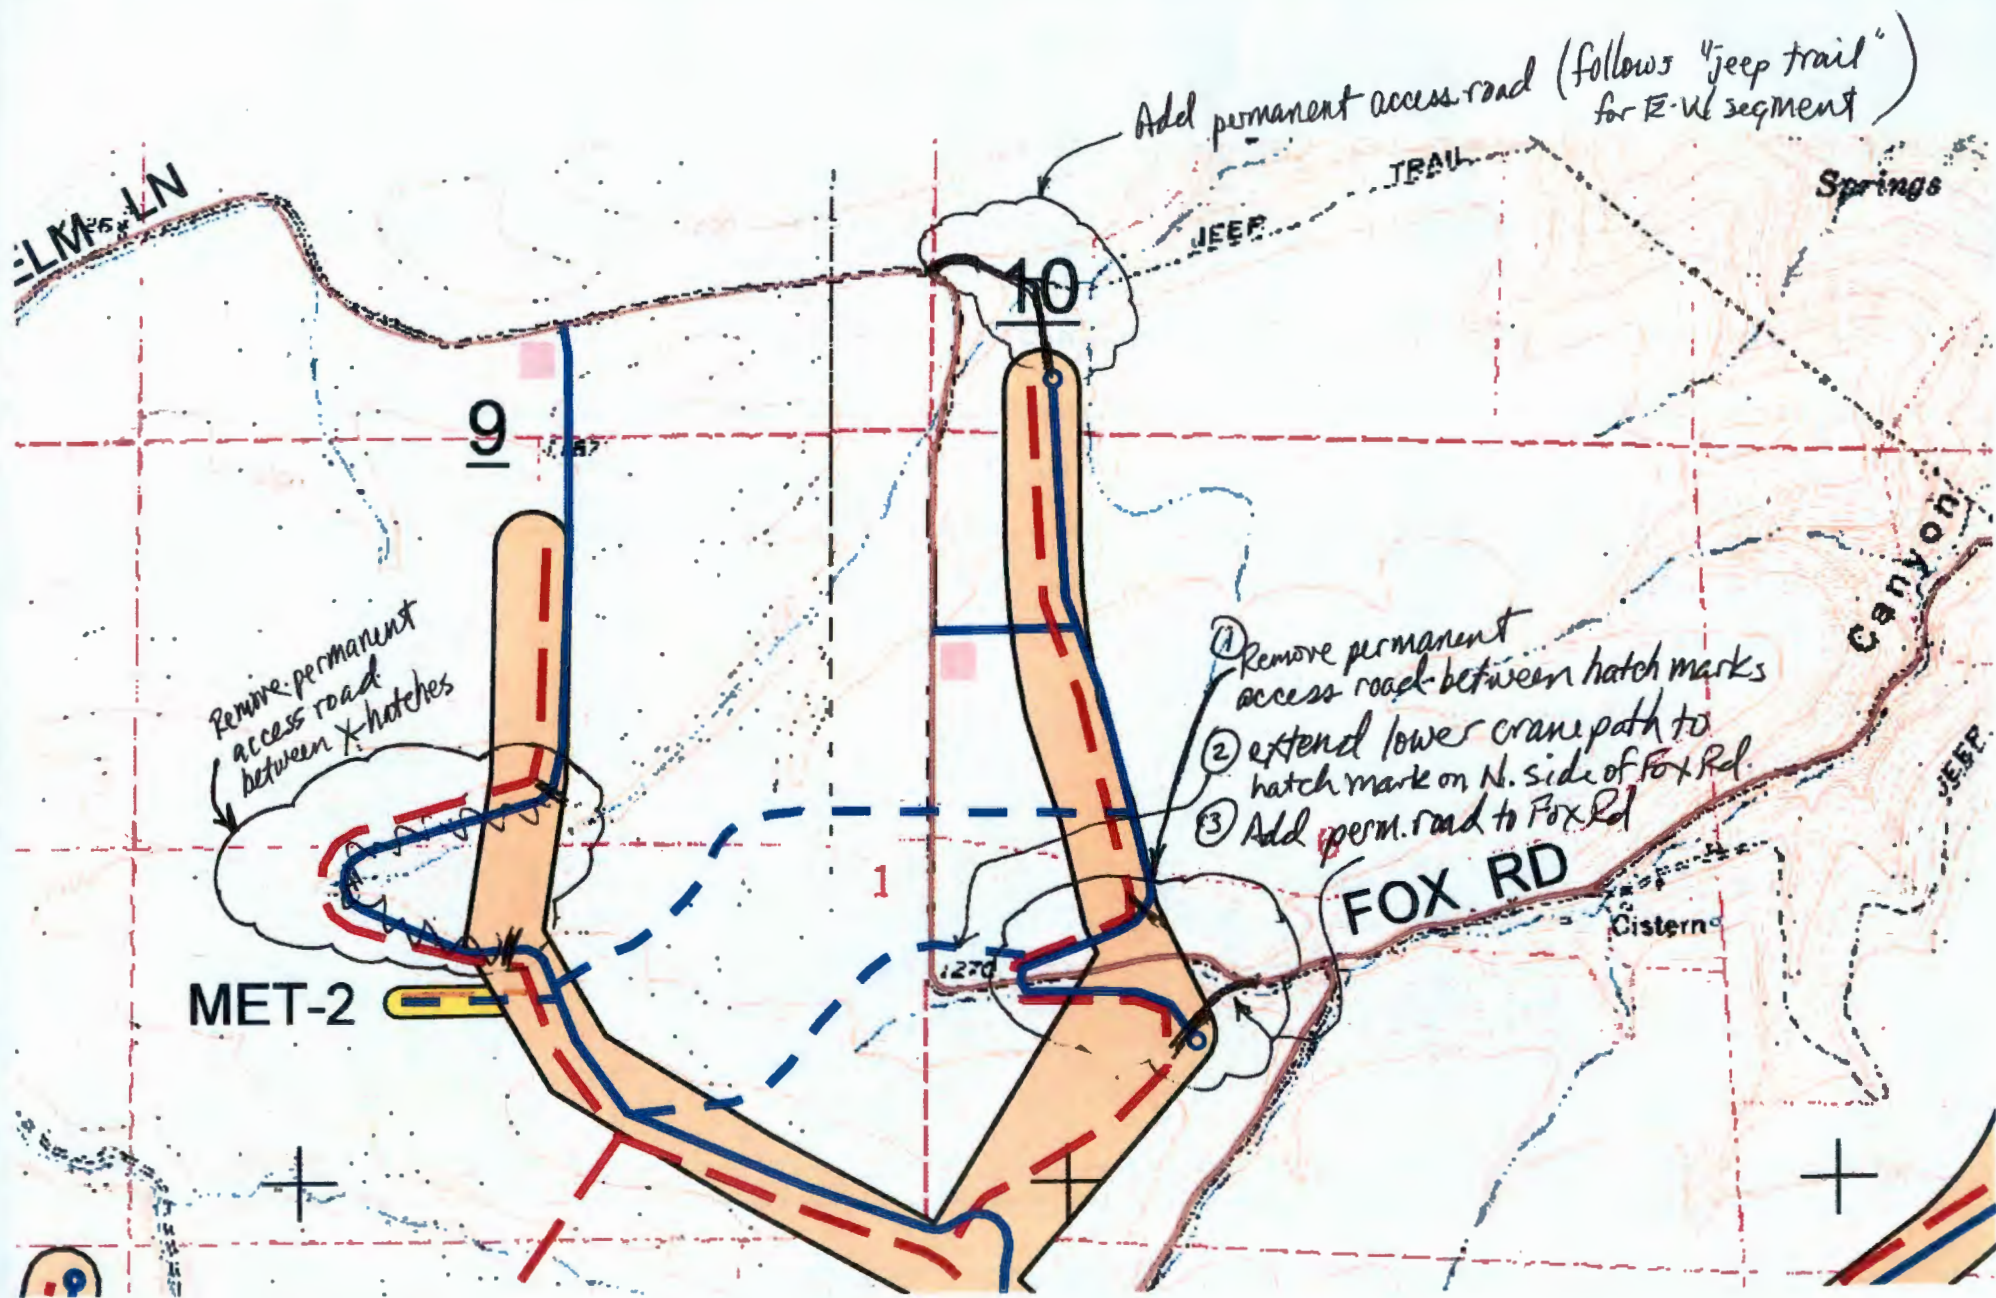 Add permanent access road (follows "jeep trail"
for E-W segment)
ELM LN
TRAIL
JEEP
Springs
10
9
Canyon
Remove permanent
access road
between X-hatches
① Remove permanent
access road between hatch marks
② extend lower crane path to
hatch mark on N. side of Fox Rd.
③ Add perm. road to Fox Rd
JEEP
1
FOX RD
Cistern
1270
MET-2